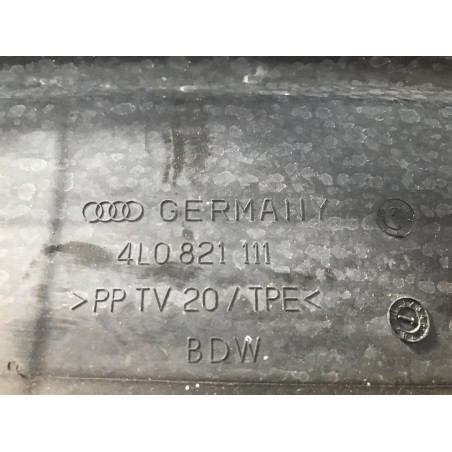 GERMANY
4L0 821 111
>PP TV 20 / TPE<
BDW